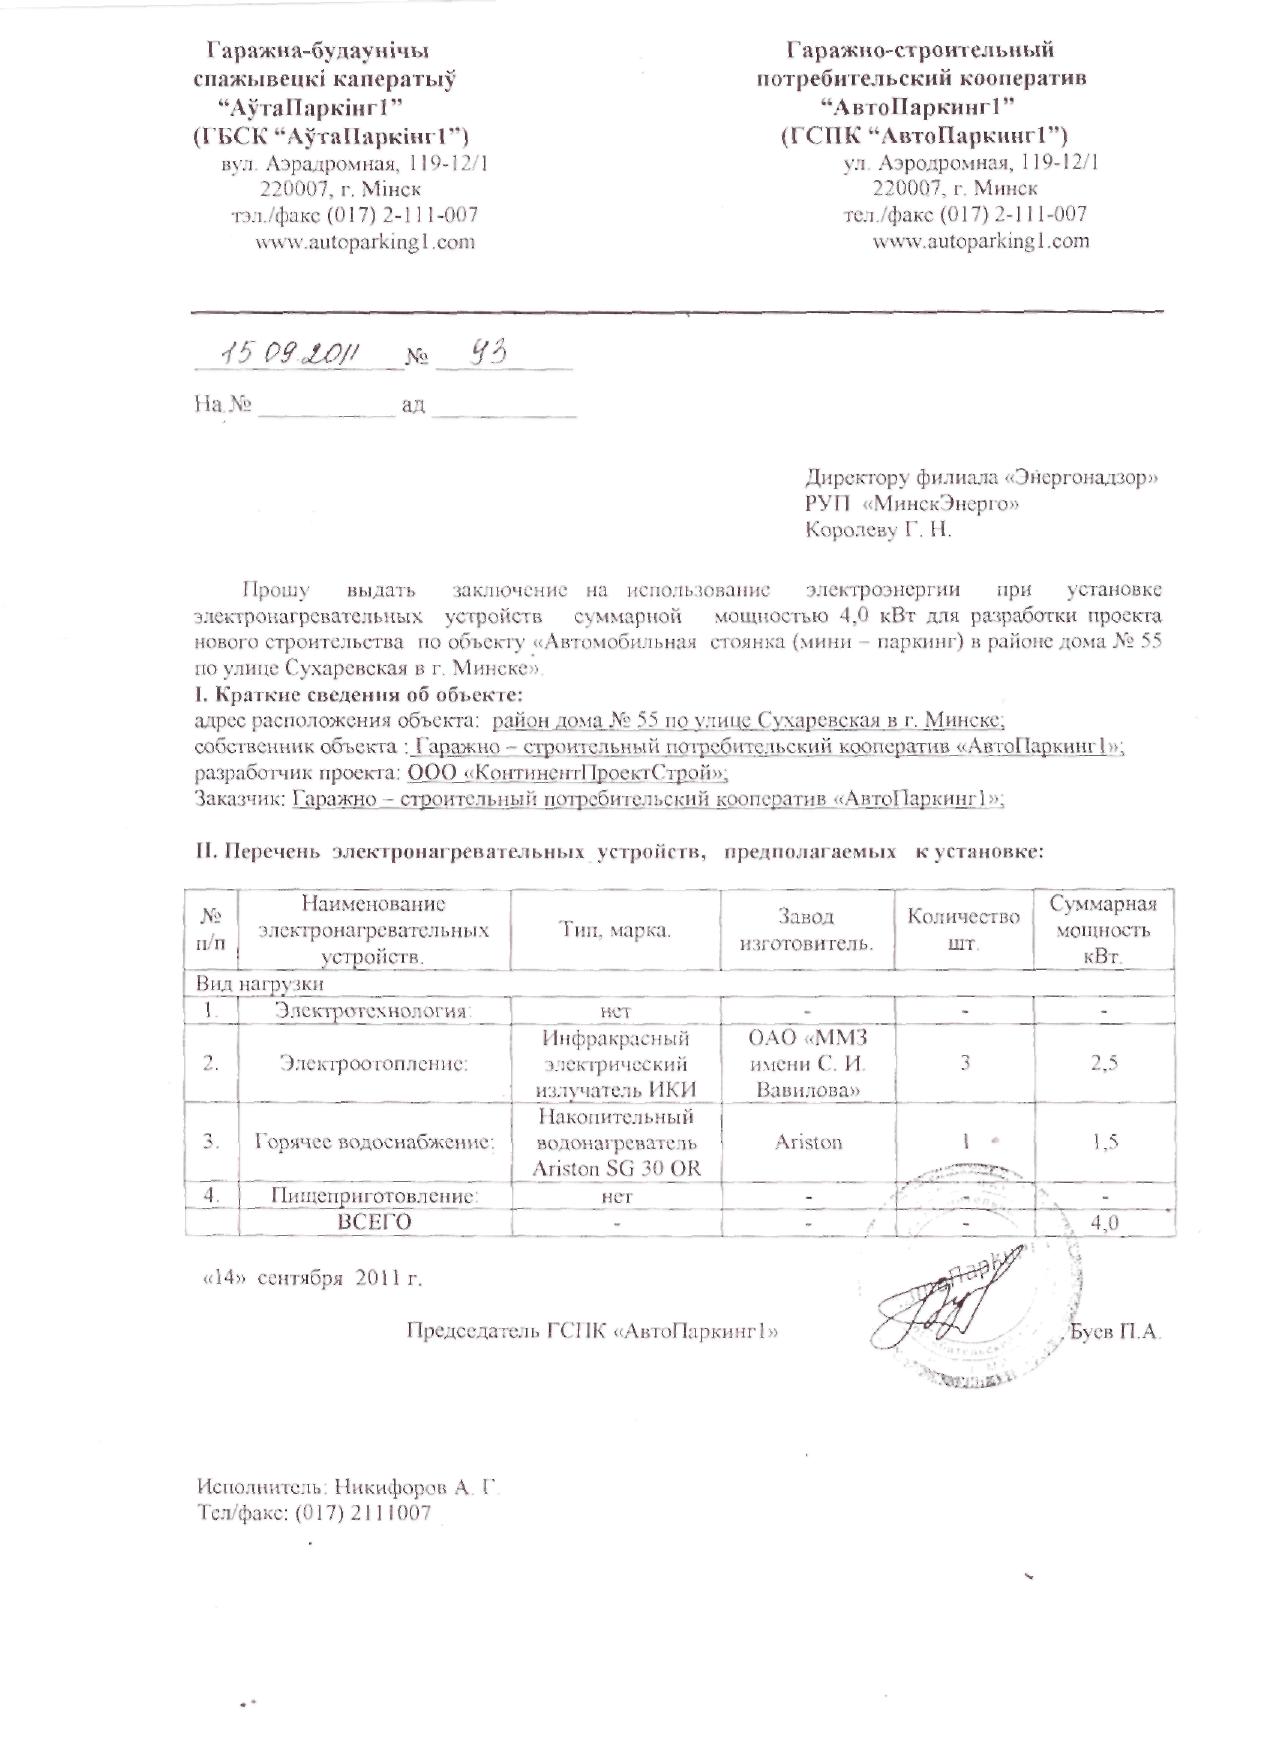 Гаражна-будаўнічы
спажывецкі каператыў
“АўтаПаркінг1”
(ГБСК “АўтаПаркінг1”)
вул. Аэрадромная, 119-12/1
220007, г. Мінск
тэл./факс (017) 2-111-007
www.autoparking1.com
Гаражно-строительный
потребительский кооператив
“АвтоПаркинг1”
(ГСПК “АвтоПаркинг1”)
ул. Аэродромная, 119-12/1
220007, г. Минск
тел./факс (017) 2-111-007
www.autoparking1.com
15 09.2011 № 93
На № ____________ ад ____________
Директору филиала «Энергонадзор»
РУП «МинскЭнерго»
Королеву Г. Н.
Прошу выдать заключение на использование электроэнергии при установке
электронагревательных устройств суммарной мощностью 4,0 кВт для разработки проекта
нового строительства по объекту «Автомобильная стоянка (мини – паркинг) в районе дома № 55
по улице Сухаревская в г. Минске».
I. Краткие сведения об объекте:
адрес расположения объекта: район дома № 55 по улице Сухаревская в г. Минске;
собственник объекта : Гаражно – строительный потребительский кооператив «АвтоПаркинг1»;
разработчик проекта: ООО «КонтинентПроектСтрой»;
Заказчик: Гаражно – строительный потребительский кооператив «АвтоПаркинг1»;
II. Перечень электронагревательных устройств, предполагаемых к установке:
№ п/п Наименование электронагревательных устройств. Тип, марка. Завод изготовитель. Количество шт. Суммарная мощность кВт.
Вид нагрузки
1. Электротехнология: нет - - -
2. Электроотопление: Инфракрасный электрический излучатель ИКИ ОАО «ММЗ имени С. И. Вавилова» 3 2,5
3. Горячее водоснабжение: Накопительный водонагреватель Ariston SG 30 OR Ariston 1 1,5
4. Пищеприготовление: нет - - -
ВСЕГО - - - 4,0
«14» сентября 2011 г.
Председатель ГСПК «АвтоПаркинг1» Буев П.А.
Исполнитель: Никифоров А. Г.
Тел/факс: (017) 2111007